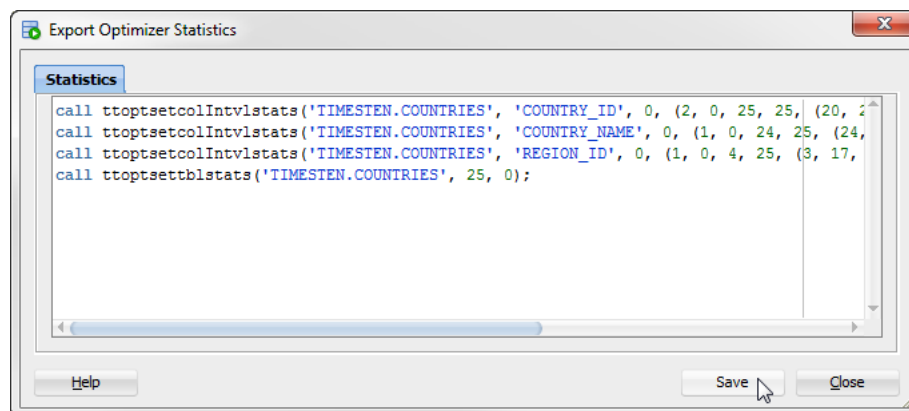 Export Optimizer Statistics
Statistics
call ttoptsetcolIntvlstats('TIMESTEN.COUNTRIES', 'COUNTRY_ID', 0, (2, 0, 25, 25, (20, 2
call ttoptsetcolIntvlstats('TIMESTEN.COUNTRIES', 'COUNTRY_NAME', 0, (1, 0, 24, 25, (24,
call ttoptsetcolIntvlstats('TIMESTEN.COUNTRIES', 'REGION_ID', 0, (1, 0, 4, 25, (3, 17,
call ttoptsettblstats('TIMESTEN.COUNTRIES', 25, 0);
Help Save Close